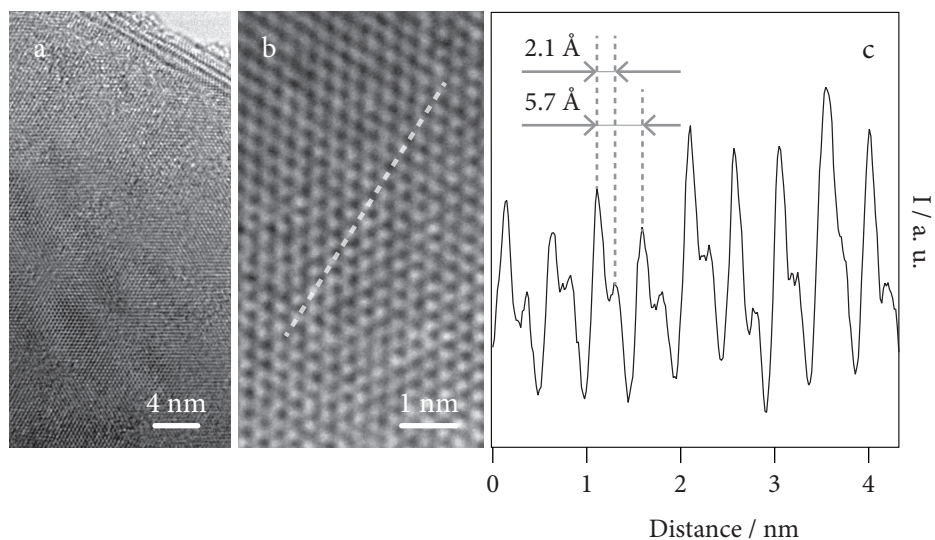 a
b
c
2.1 Å
5.7 Å
4 nm
1 nm
I / a. u.
0 1 2 3 4
Distance / nm